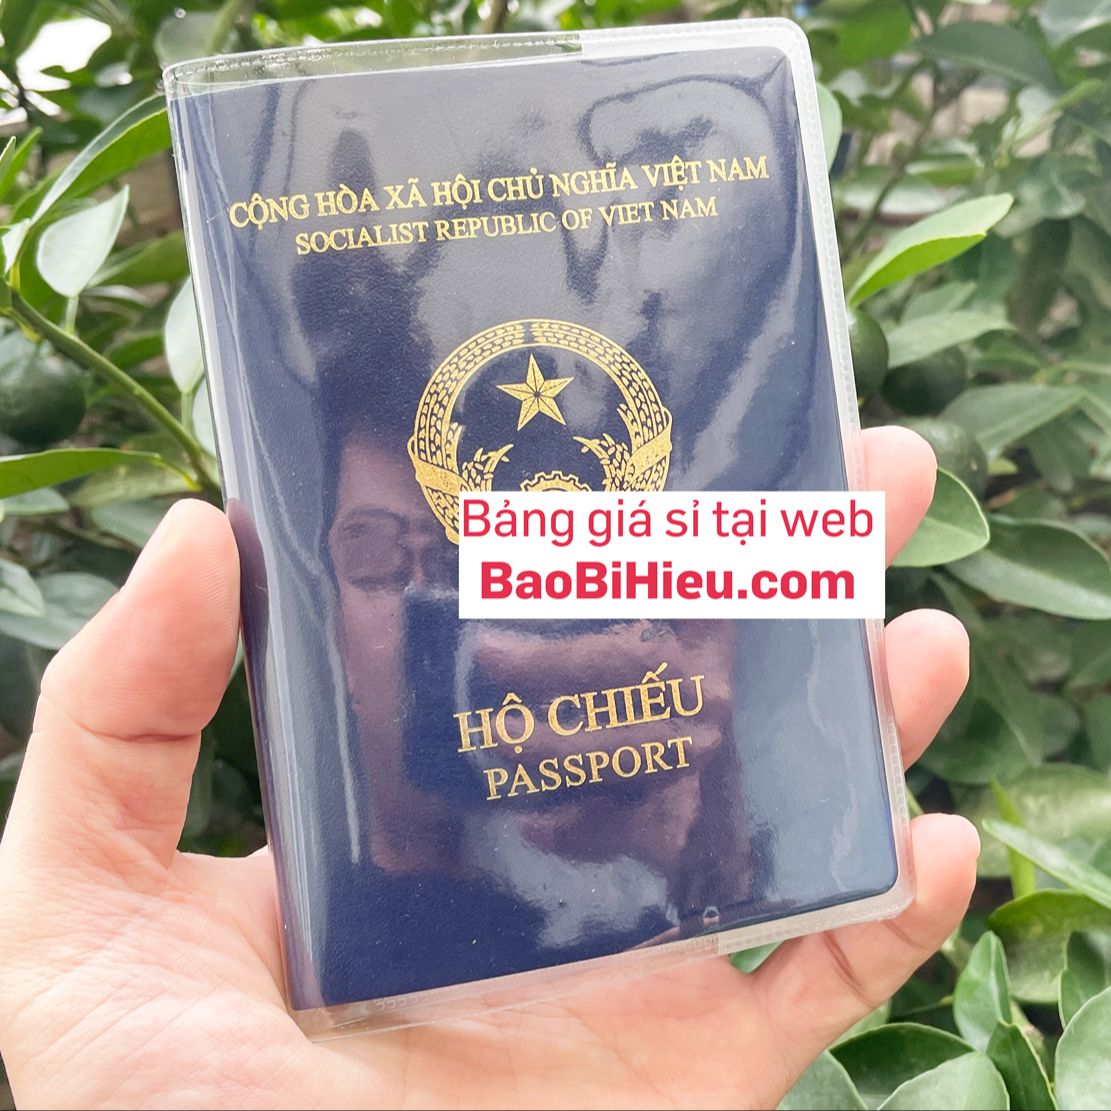 CỘNG HÒA XÃ HỘI CHỦ NGHĨA VIỆT NAM
SOCIALIST REPUBLIC OF VIET NAM
Bảng giá sỉ tại web
BaoBiHieu.com
HỘ CHIẾU
PASSPORT